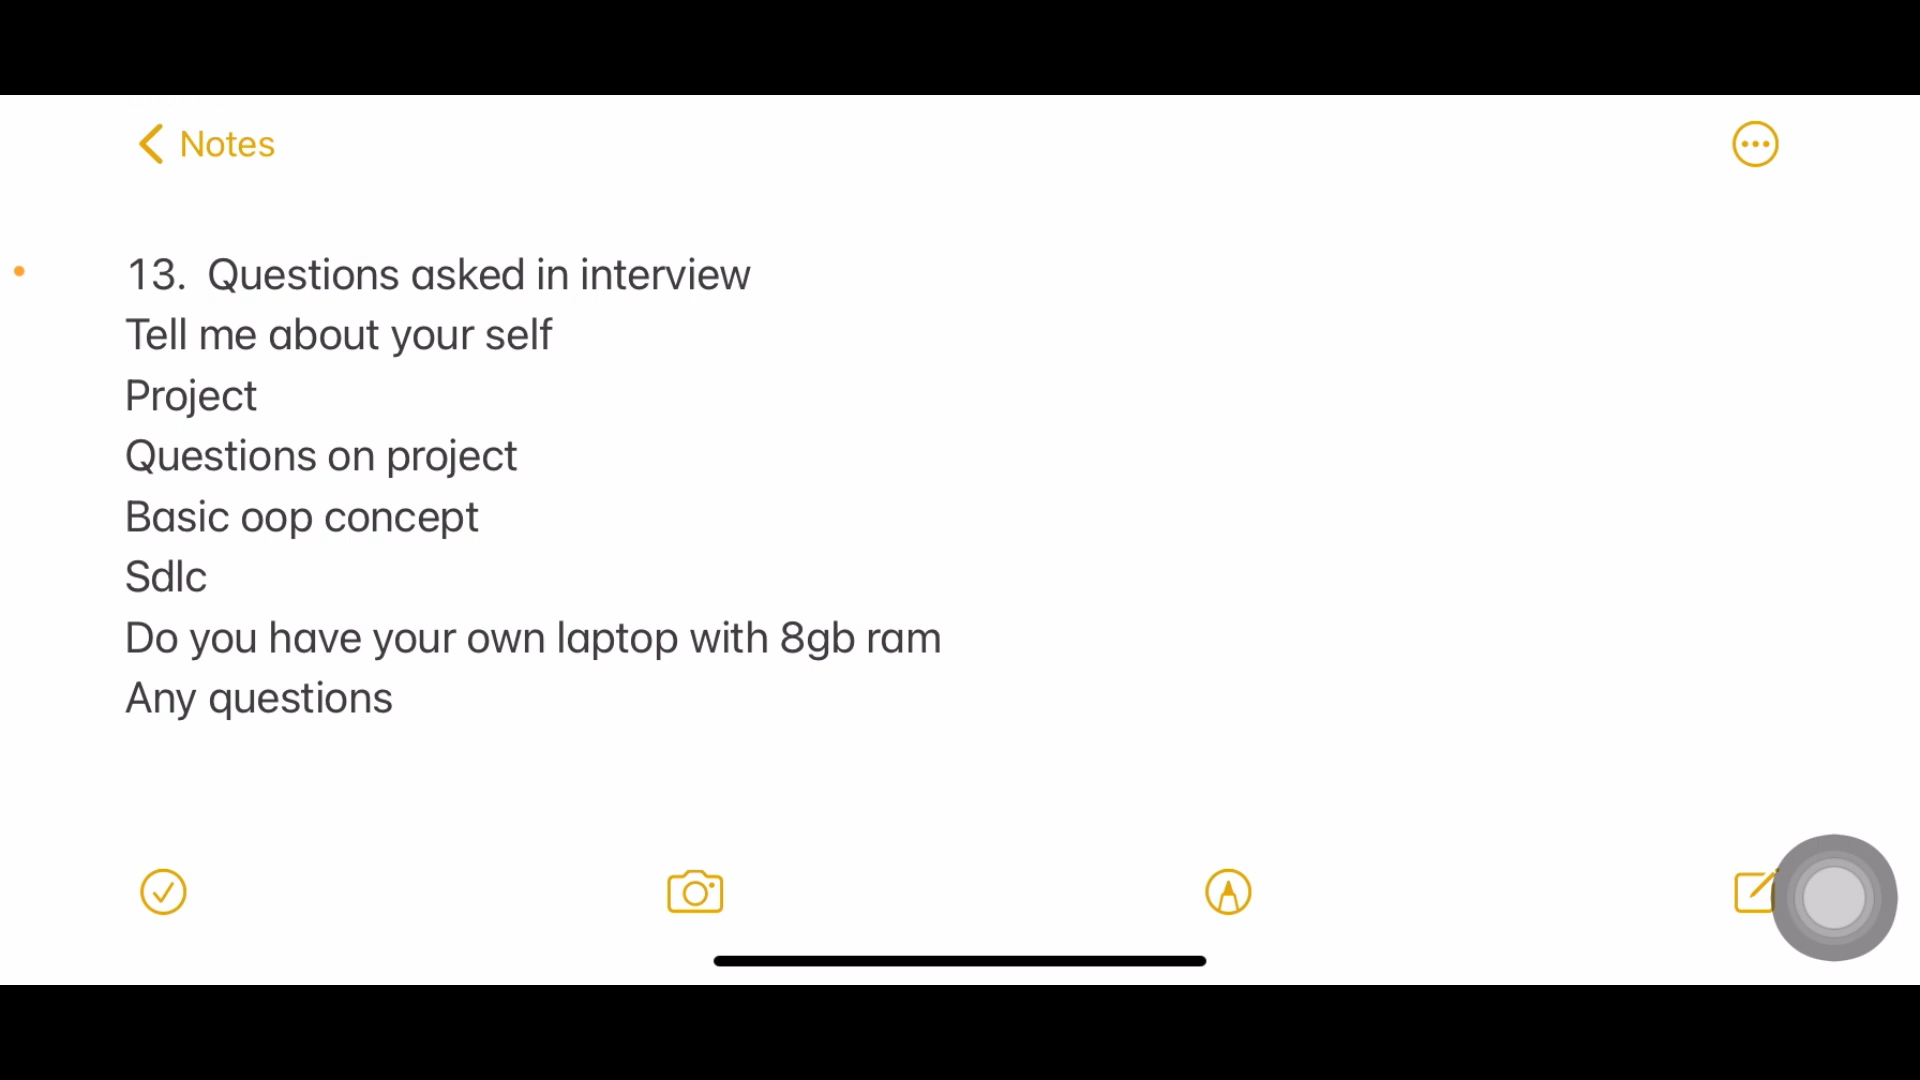 Notes
13. Questions asked in interview
Tell me about your self
Project
Questions on project
Basic oop concept
Sdlc
Do you have your own laptop with 8gb ram
Any questions